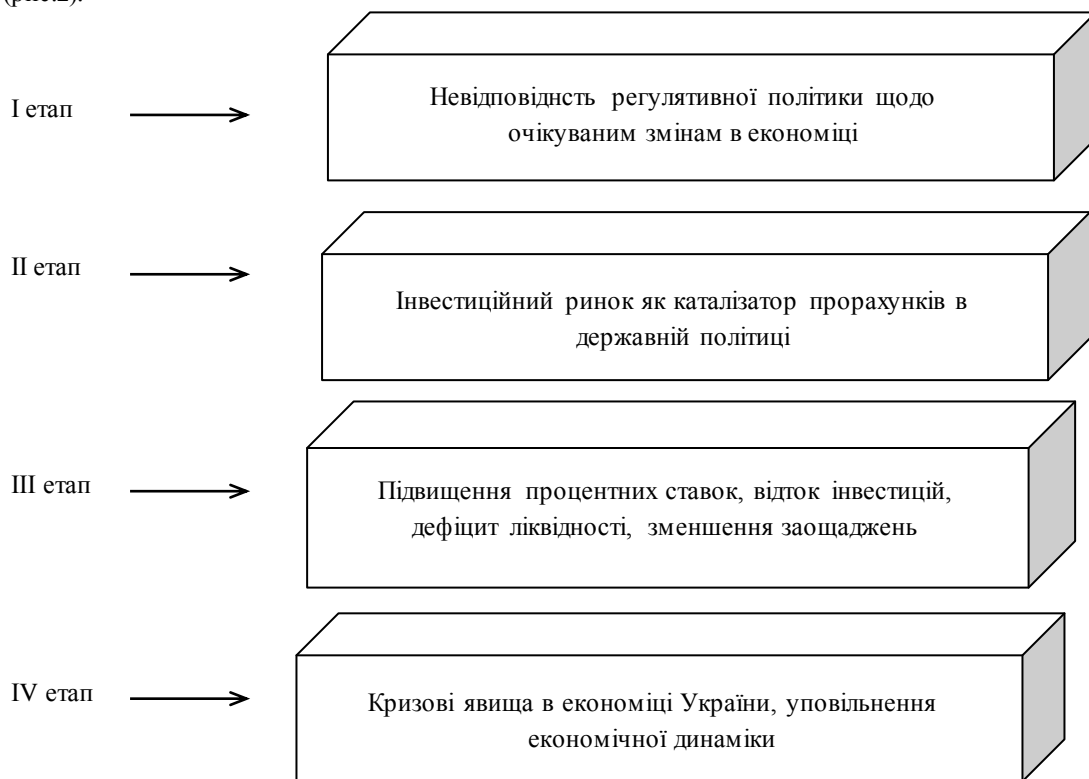 (рис.2).
I етап
Невідповіднсть регулятивної політики щодо
очікуваним змінам в економіці
II етап
Інвестиційний ринок як каталізатор прорахунків в
державній політиці
III етап
Підвищення процентних ставок, відток інвестицій,
дефіцит ліквідності, зменшення заощаджень
IV етап
Кризові явища в економіці України, уповільнення
економічної динаміки